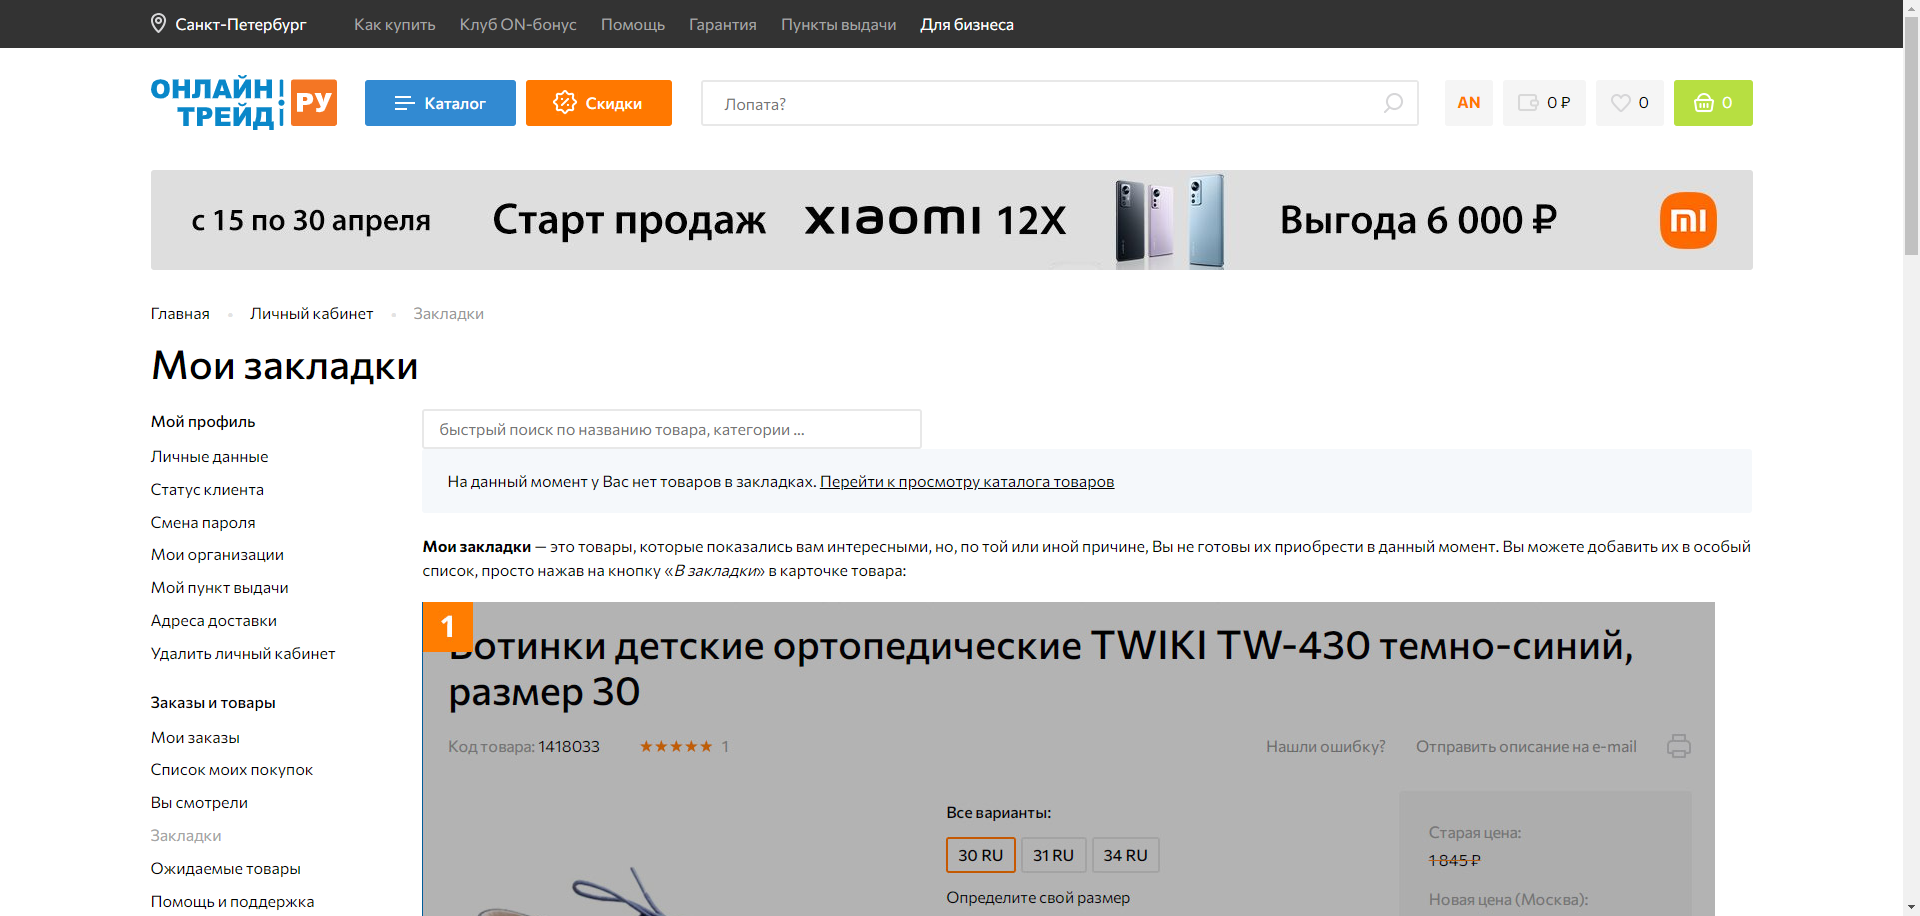 Санкт-Петербург
Как купить
Клуб ON-бонус
Помощь
Гарантия
Пункты выдачи
Для бизнеса
ОНЛАЙН
ТРЕЙД
РУ
Каталог
Скидки
Лопата?
AN
0 ₽
0
0
с 15 по 30 апреля
Старт продаж
xiaomi 12X
Выгода 6 000 ₽
mi
Главная
Личный кабинет
Закладки
Мои закладки
Мой профиль
Личные данные
Статус клиента
Смена пароля
Мои организации
Мой пункт выдачи
Адреса доставки
Удалить личный кабинет
Заказы и товары
Мои заказы
Список моих покупок
Вы смотрели
Закладки
Ожидаемые товары
Помощь и поддержка
быстрый поиск по названию товара, категории ...
На данный момент у Вас нет товаров в закладках. Перейти к просмотру каталога товаров
Мои закладки — это товары, которые показались вам интересными, но, по той или иной причине, Вы не готовы их приобрести в данный момент. Вы можете добавить их в особый
список, просто нажав на кнопку «В закладки» в карточке товара:
1
Ботинки детские ортопедические TWIKI TW-430 темно-синий,
размер 30
Код товара: 1418033
★★★★★ 1
Нашли ошибку?
Отправить описание на e-mail
Все варианты:
30 RU
31 RU
34 RU
Определите свой размер
Старая цена:
1 845 ₽
Новая цена (Москва):